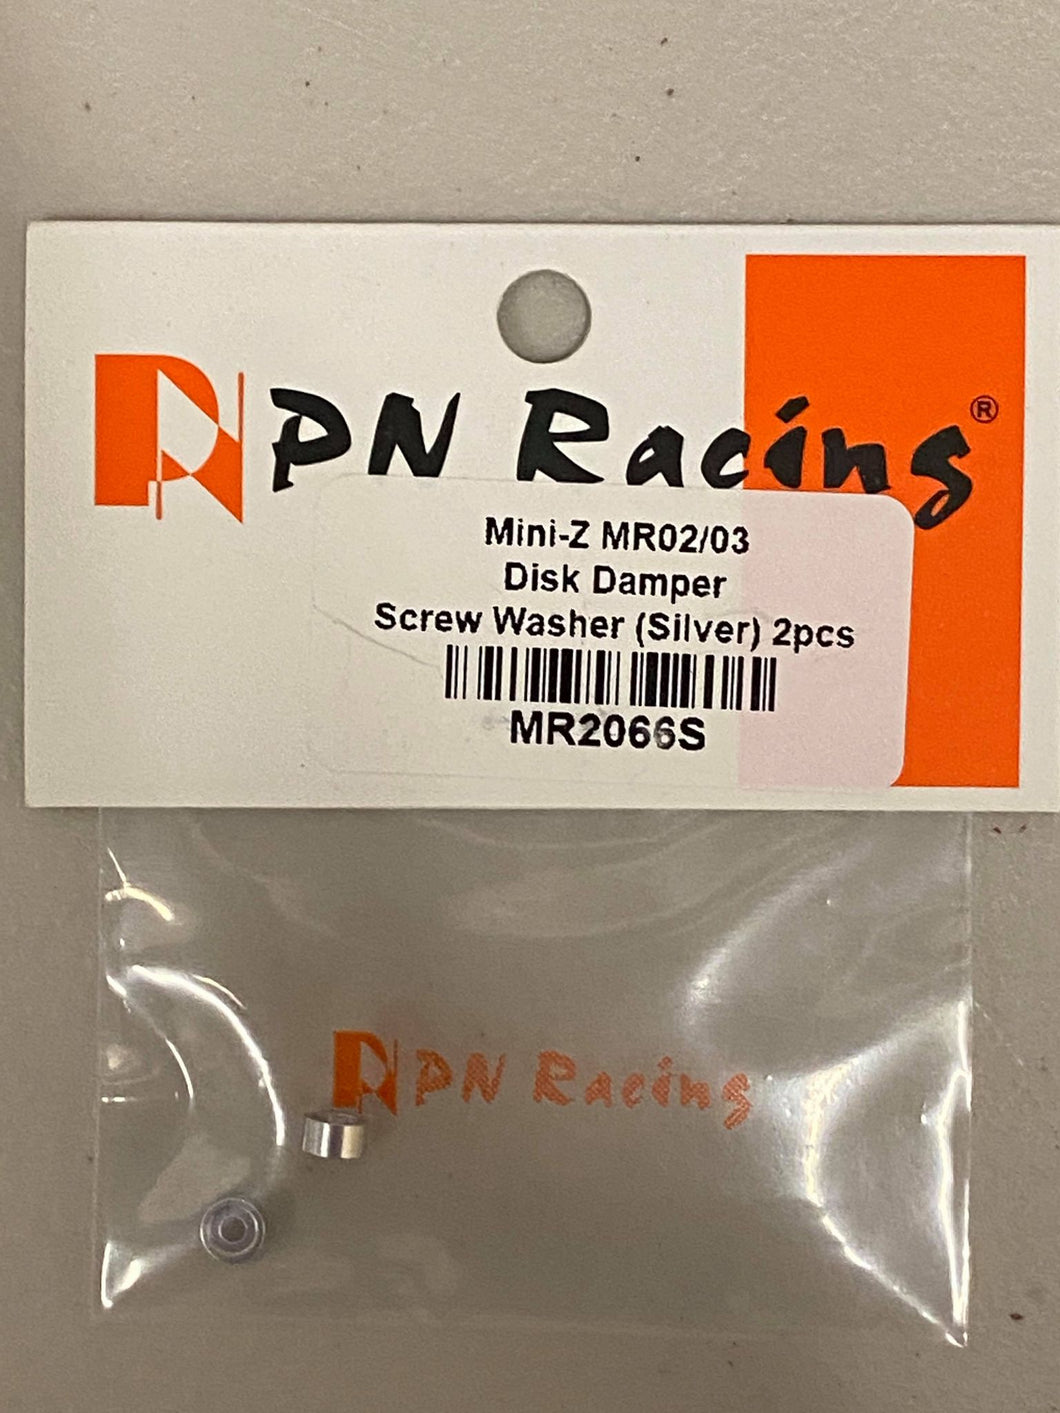 PN Racing®
Mini-Z MR02/03
Disk Damper
Screw Washer (Silver) 2pcs
MR2066S
PN Racing